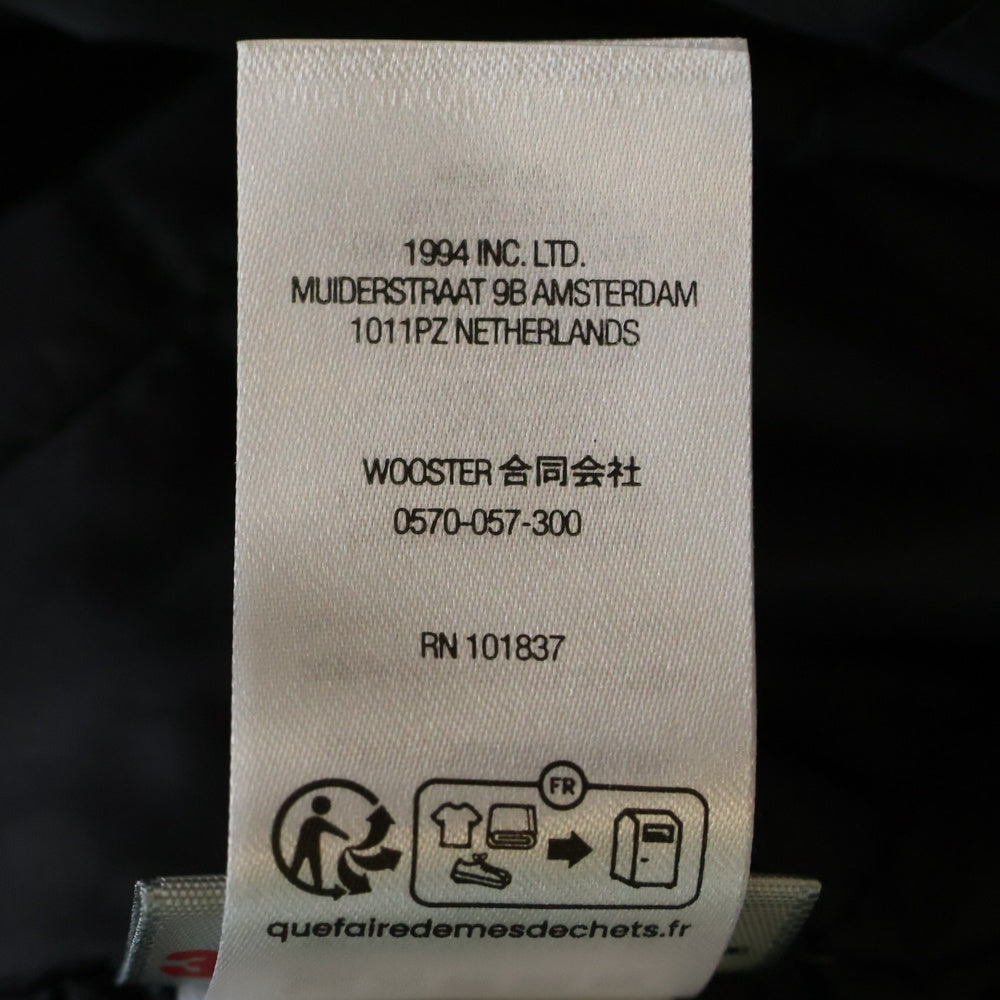 1994 INC. LTD.
MUIDERSTRAAT 9B AMSTERDAM
1011PZ NETHERLANDS
WOOSTER 合同会社
0570-057-300
RN 101837
FR
quefairedemesdechets.fr
3